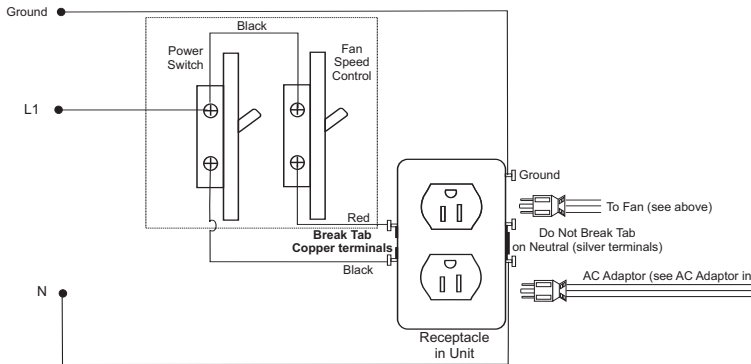 Ground
Black
Power
Switch
Fan
Speed
Control
L1
Ground
To Fan (see above)
Red
Break Tab
Copper terminals
Do Not Break Tab
on Neutral (silver terminals)
Black
AC Adaptor (see AC Adaptor in
N
Receptacle
in Unit